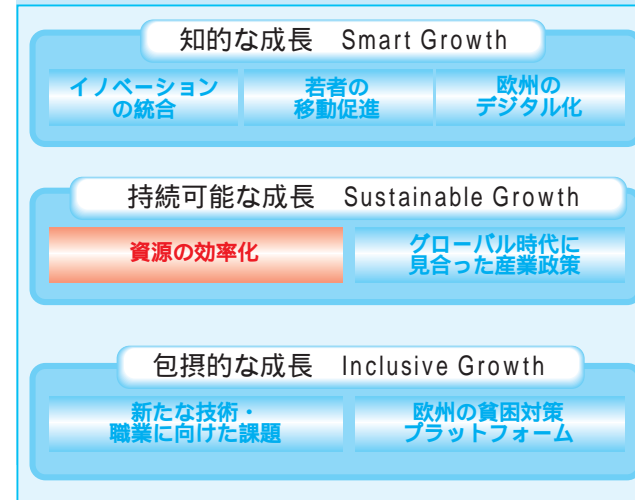 知的な成長　Smart Growth
イノベーション
の統合
若者の
移動促進
欧州の
デジタル化
持続可能な成長　Sustainable Growth
資源の効率化
グローバル時代に
見合った産業政策
包摂的な成長　Inclusive Growth
新たな技術・
職業に向けた課題
欧州の貧困対策
プラットフォーム